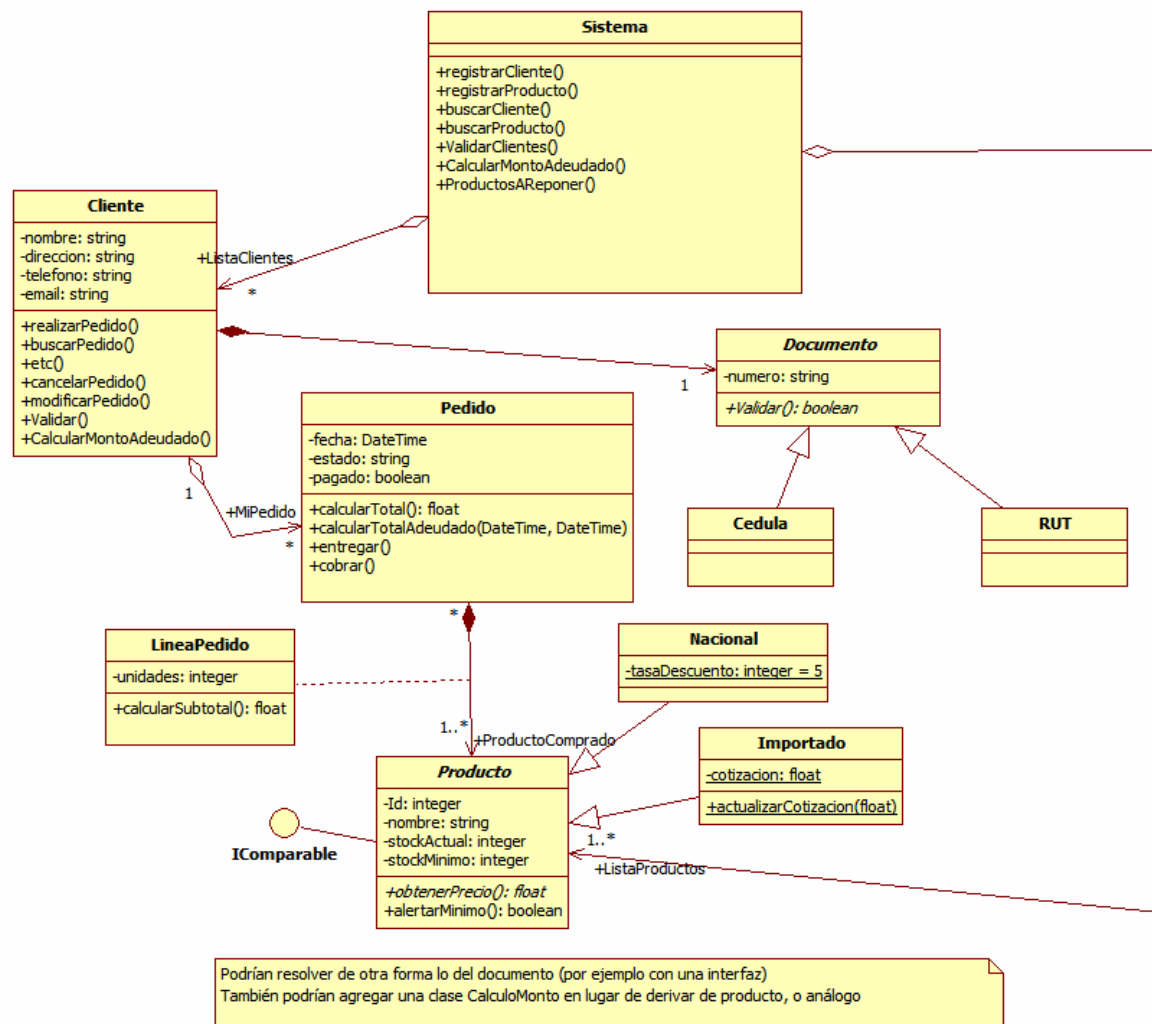 Sistema
+registrarCliente()
+registrarProducto()
+buscarCliente()
+buscarProducto()
+ValidarClientes()
+CalcularMontoAdeudado()
+ProductosAReponer()
Cliente
-nombre: string
-direccion: string
-telefono: string
-email: string
+realizarPedido()
+buscarPedido()
+etc()
+cancelarPedido()
+modificarPedido()
+Validar()
+CalcularMontoAdeudado()
+ListaClientes
*
Documento
-numero: string
+Validar(): boolean
1
Pedido
-fecha: DateTime
-estado: string
-pagado: boolean
+calcularTotal(): float
+calcularTotalAdeudado(DateTime, DateTime)
+entregar()
+cobrar()
1
+MiPedido
*
Cedula
RUT
*
LineaPedido
-unidades: integer
+calcularSubtotal(): float
Nacional
-tasaDescuento: integer = 5
1..*
+ProductoComprado
Importado
-cotizacion: float
+actualizarCotizacion(float)
Producto
-Id: integer
-nombre: string
-stockActual: integer
-stockMinimo: integer
+obtenerPrecio(): float
+alertarMinimo(): boolean
IComparable
1..*
+ListaProductos
Podrían resolver de otra forma lo del documento (por ejemplo con una interfaz)
También podrían agregar una clase CalculoMonto en lugar de derivar de producto, o análogo